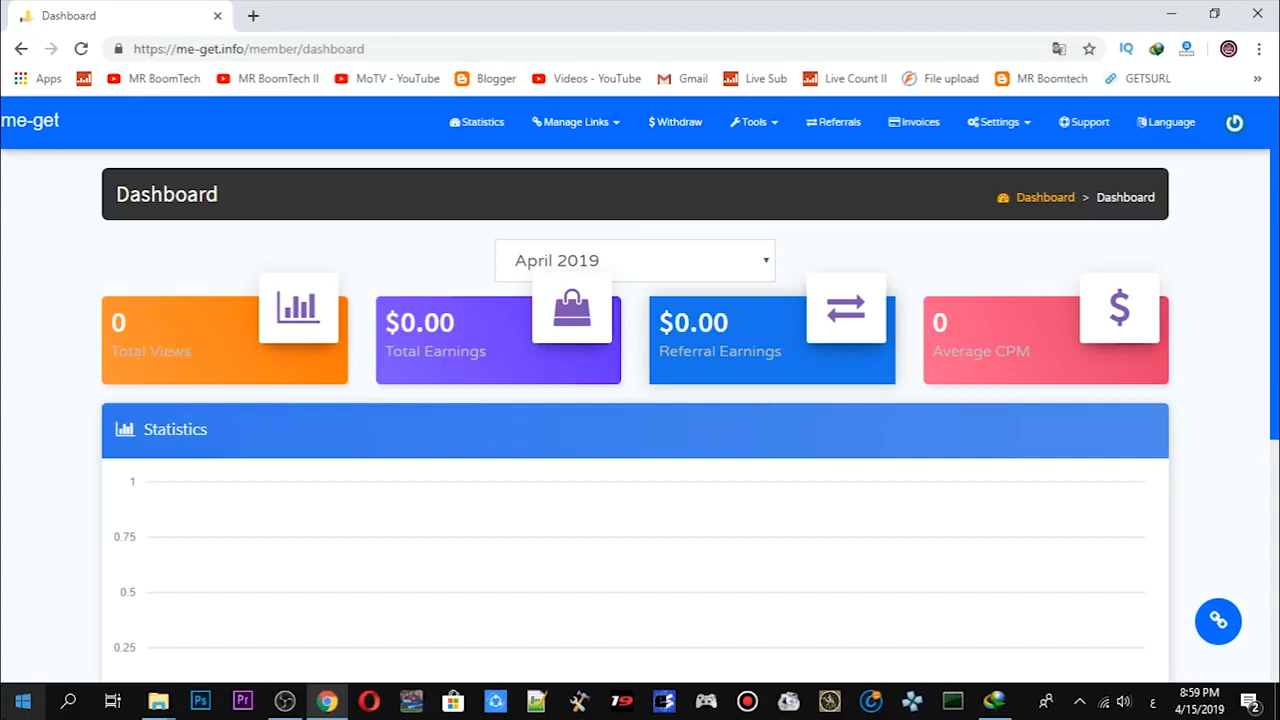 Dashboard
https://me-get.info/member/dashboard
Apps MR BoomTech MR BoomTech II MoTV - YouTube Blogger Videos - YouTube Gmail Live Sub Live Count II File upload MR Boomtech GETSURL »
me-get Statistics Manage Links Withdraw Tools Referrals Invoices Settings Support Language
Dashboard Dashboard > Dashboard
April 2019
0 $0.00 $0.00 0
Total Views Total Earnings Referral Earnings Average CPM
Statistics
1
0.75
0.5
0.25
8:59 PM
ع
4/15/2019
2